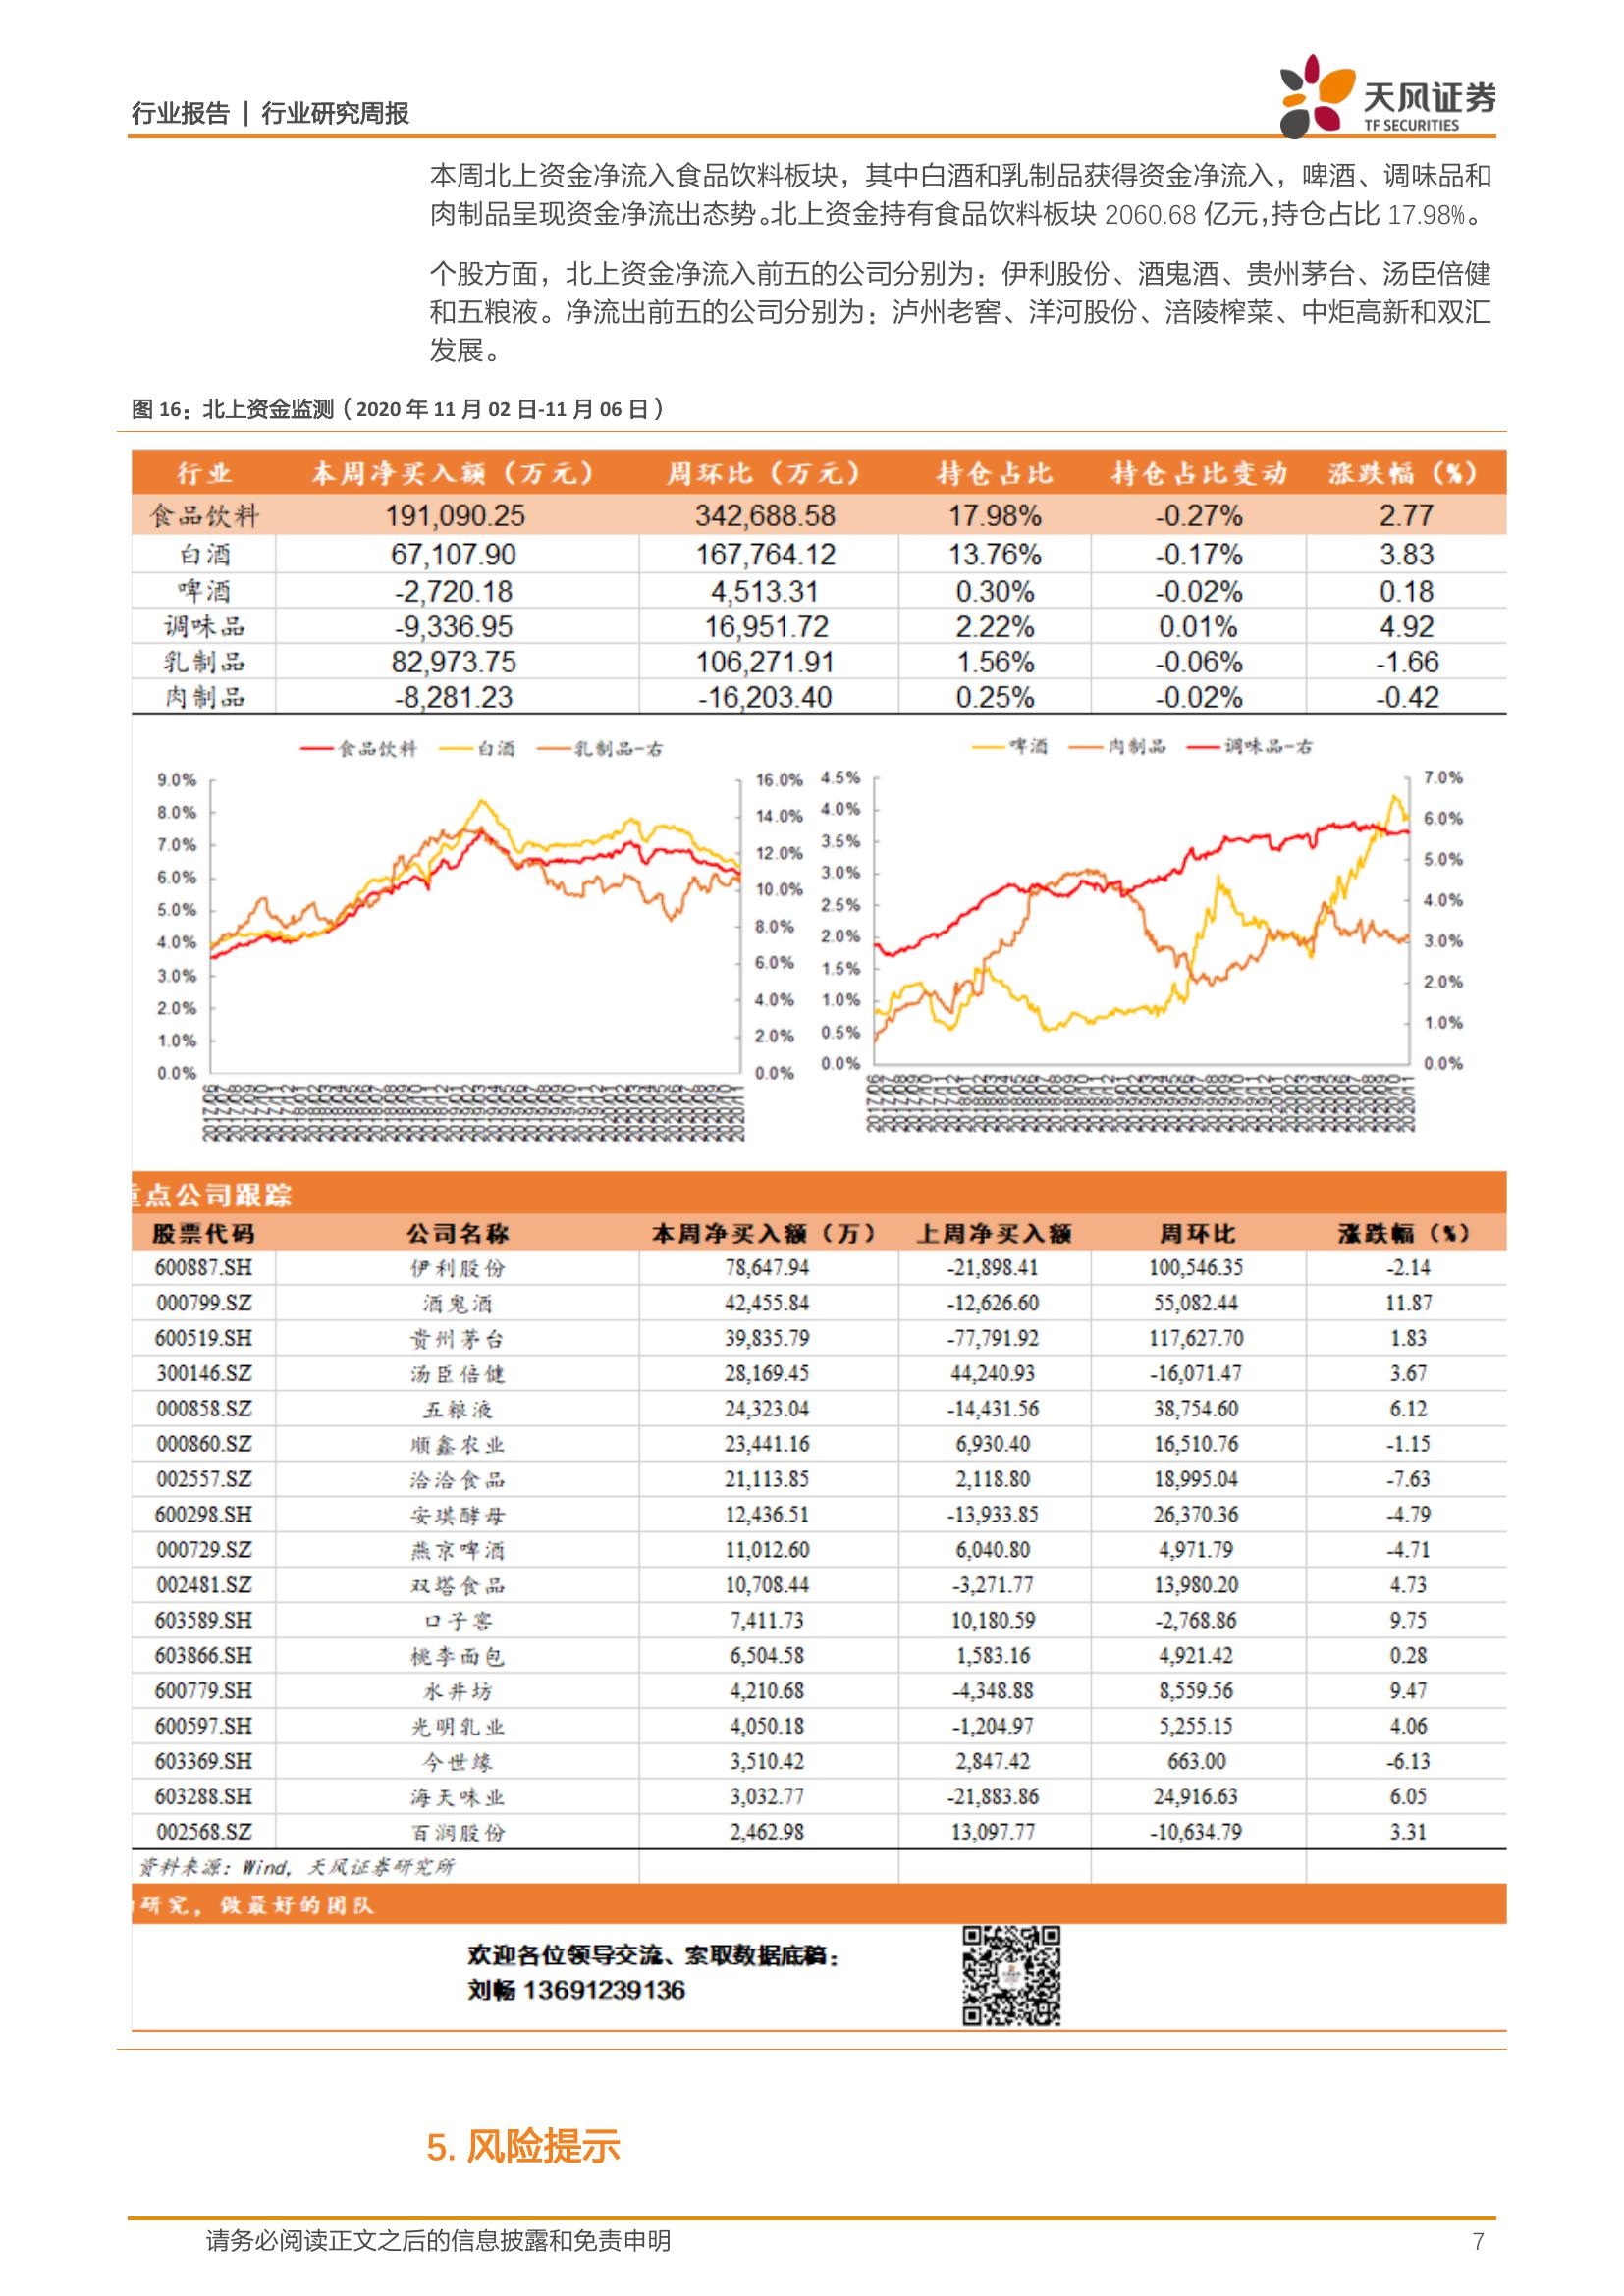 行业报告 | 行业研究周报
天风证券
TF SECURITIES
本周北上资金净流入食品饮料板块，其中白酒和乳制品获得资金净流入，啤酒、调味品和
肉制品呈现资金净流出态势。北上资金持有食品饮料板块 2060.68 亿元，持仓占比 17.98%。
个股方面，北上资金净流入前五的公司分别为：伊利股份、酒鬼酒、贵州茅台、汤臣倍健
和五粮液。净流出前五的公司分别为：泸州老窖、洋河股份、涪陵榨菜、中炬高新和双汇
发展。
图 16：北上资金监测（2020 年 11 月 02 日-11 月 06 日）
行业 本周净买入额（万元） 周环比（万元） 持仓占比 持仓占比变动 涨跌幅（%）
食品饮料 191,090.25 342,688.58 17.98% -0.27% 2.77
白酒 67,107.90 167,764.12 13.76% -0.17% 3.83
啤酒 -2,720.18 4,513.31 0.30% -0.02% 0.18
调味品 -9,336.95 16,951.72 2.22% 0.01% 4.92
乳制品 82,973.75 106,271.91 1.56% -0.06% -1.66
肉制品 -8,281.23 -16,203.40 0.25% -0.02% -0.42
食品饮料 白酒 乳制品-右
9.0%
8.0%
7.0%
6.0%
5.0%
4.0%
3.0%
2.0%
1.0%
0.0%
16.0%
14.0%
12.0%
10.0%
8.0%
6.0%
4.0%
2.0%
0.0%
啤酒 肉制品 调味品-右
4.5%
4.0%
3.5%
3.0%
2.5%
2.0%
1.5%
1.0%
0.5%
0.0%
7.0%
6.0%
5.0%
4.0%
3.0%
2.0%
1.0%
0.0%
点公司跟踪
股票代码 公司名称 本周净买入额（万） 上周净买入额 周环比 涨跌幅（%）
600887.SH 伊利股份 78,647.94 -21,898.41 100,546.35 -2.14
000799.SZ 酒鬼酒 42,455.84 -12,626.60 55,082.44 11.87
600519.SH 贵州茅台 39,835.79 -77,791.92 117,627.70 1.83
300146.SZ 汤臣倍健 28,169.45 44,240.93 -16,071.47 3.67
000858.SZ 五粮液 24,323.04 -14,431.56 38,754.60 6.12
000860.SZ 顺鑫农业 23,441.16 6,930.40 16,510.76 -1.15
002557.SZ 洽洽食品 21,113.85 2,118.80 18,995.04 -7.63
600298.SH 安琪酵母 12,436.51 -13,933.85 26,370.36 -4.79
000729.SZ 燕京啤酒 11,012.60 6,040.80 4,971.79 -4.71
002481.SZ 双塔食品 10,708.44 -3,271.77 13,980.20 4.73
603589.SH 口子窖 7,411.73 10,180.59 -2,768.86 9.75
603866.SH 桃李面包 6,504.58 1,583.16 4,921.42 0.28
600779.SH 水井坊 4,210.68 -4,348.88 8,559.56 9.47
600597.SH 光明乳业 4,050.18 -1,204.97 5,255.15 4.06
603369.SH 今世缘 3,510.42 2,847.42 663.00 -6.13
603288.SH 海天味业 3,032.77 -21,883.86 24,916.63 6.05
002568.SZ 百润股份 2,462.98 13,097.77 -10,634.79 3.31
资料来源：Wind，天风证券研究所
研究，做最好的团队
欢迎各位领导交流、索取数据底稿：
刘畅 13691239136
5. 风险提示
请务必阅读正文之后的信息披露和免责申明 7